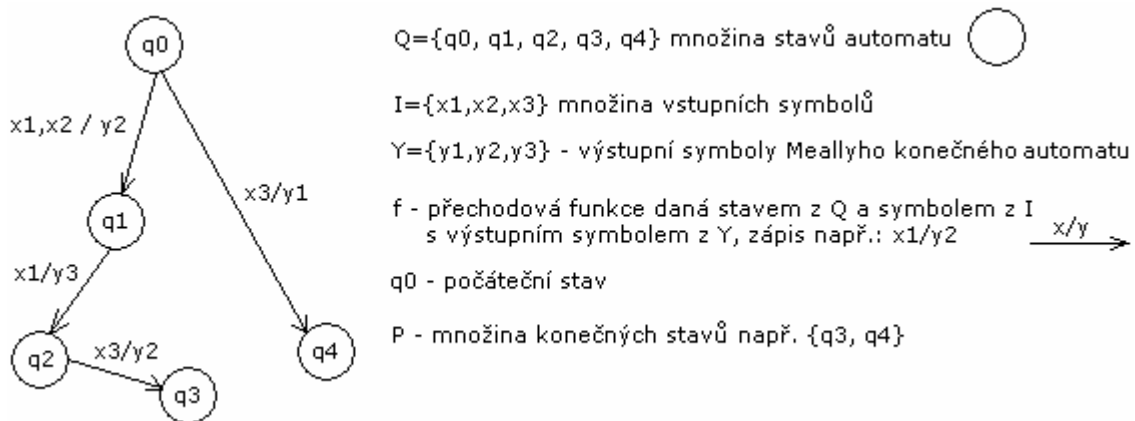 q0
x1,x2 / y2
x3/y1
q1
x1/y3
q2
x3/y2
q3
q4
Q={q0, q1, q2, q3, q4} množina stavů automatu
I={x1,x2,x3} množina vstupních symbolů
Y={y1,y2,y3} - výstupní symboly Meallyho konečného automatu
f - přechodová funkce daná stavem z Q a symbolem z I
s výstupním symbolem z Y, zápis např.: x1/y2
x/y
q0 - počáteční stav
P - množina konečných stavů např. {q3, q4}